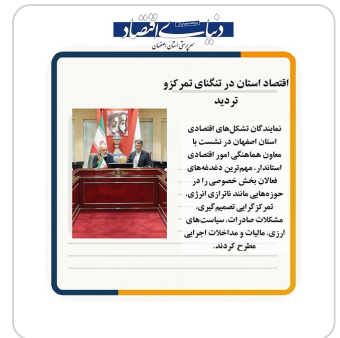 دنیای اقتصاد
سرپرستی استان اصفهان
اقتصاد استان در تنگنای تمرکزو
تردید
نمایندگان تشکل‌های اقتصادی
استان اصفهان در نشست با
معاون هماهنگی امور اقتصادی
استاندار، مهم‌ترین دغدغه‌های
فعالان بخش خصوصی را در
حوزه‌هایی مانند ناترازی انرژی،
تمرکزگرایی تصمیم‌گیری،
مشکلات صادرات، سیاست‌های
ارزی، مالیات و مداخلات اجرایی
مطرح کردند.